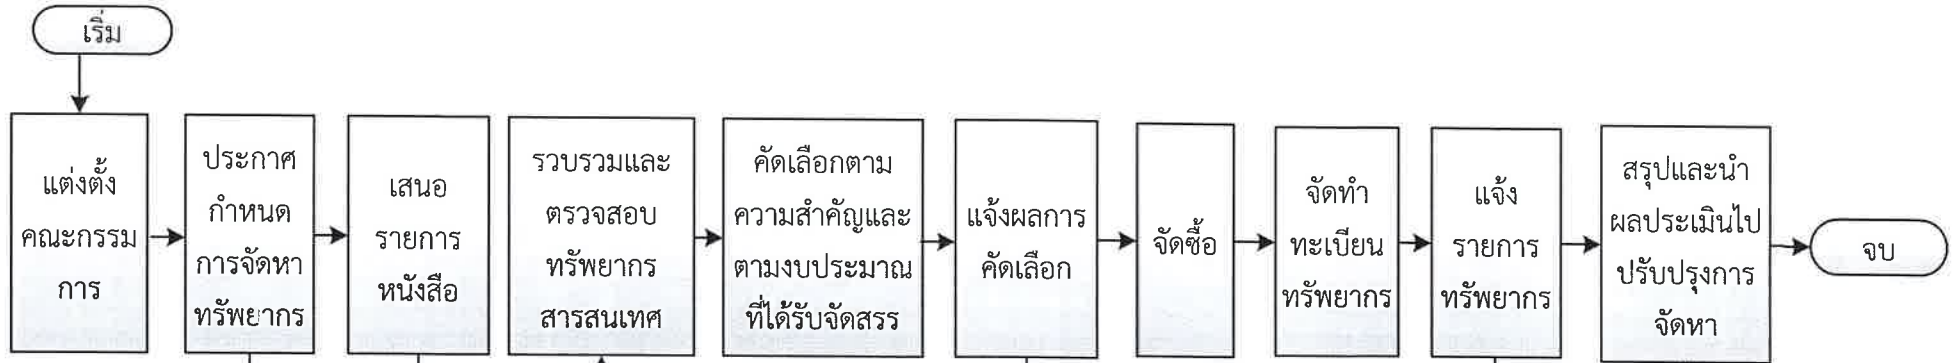 เริ่ม
แต่งตั้ง
คณะกรรม
การ
ประกาศ
กำหนด
การจัดหา
ทรัพยากร
เสนอ
รายการ
หนังสือ
รวบรวมและ
ตรวจสอบ
ทรัพยากร
สารสนเทศ
คัดเลือกตาม
ความสำคัญและ
ตามงบประมาณ
ที่ได้รับจัดสรร
แจ้งผลการ
คัดเลือก
จัดซื้อ
จัดทำ
ทะเบียน
ทรัพยากร
แจ้ง
รายการ
ทรัพยากร
สรุปและนำ
ผลประเมินไป
ปรับปรุงการ
จัดหา
จบ